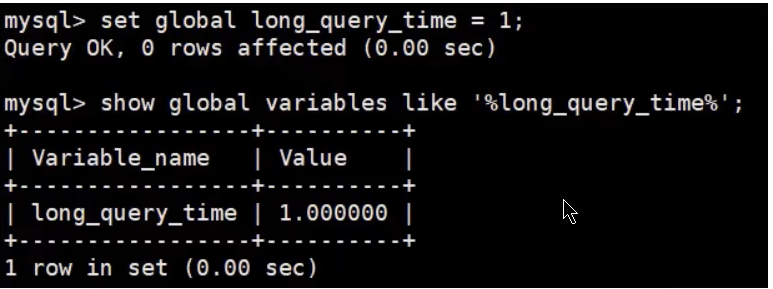 mysql> set global long_query_time = 1;
Query OK, 0 rows affected (0.00 sec)
mysql> show global variables like '%long_query_time%';
+-----------------+----------+
| Variable_name   | Value    |
+-----------------+----------+
| long_query_time | 1.000000 |
+-----------------+----------+
1 row in set (0.00 sec)